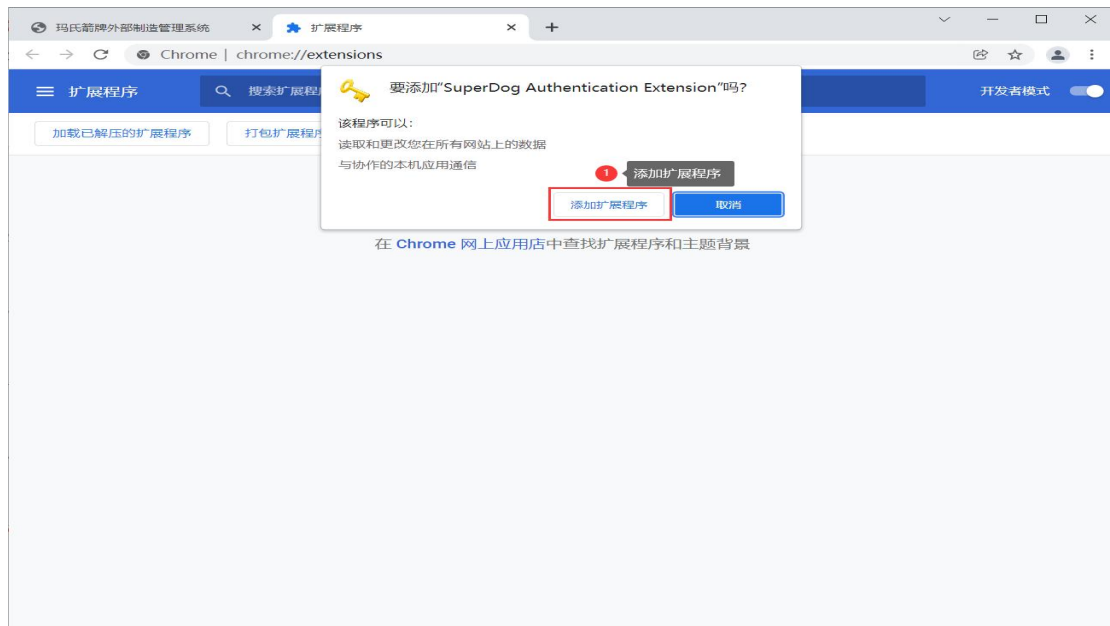 玛氏箭牌外部制造管理系统
扩展程序
Chrome | chrome://extensions
扩展程序
搜索扩展程
开发者模式
加载已解压的扩展程序
打包扩展程序
要添加“SuperDog Authentication Extension”吗?
该程序可以:
读取和更改您在所有网站上的数据
与协作的本机应用通信
1 添加扩展程序
添加扩展程序
取消
在 Chrome 网上应用店中查找扩展程序和主题背景